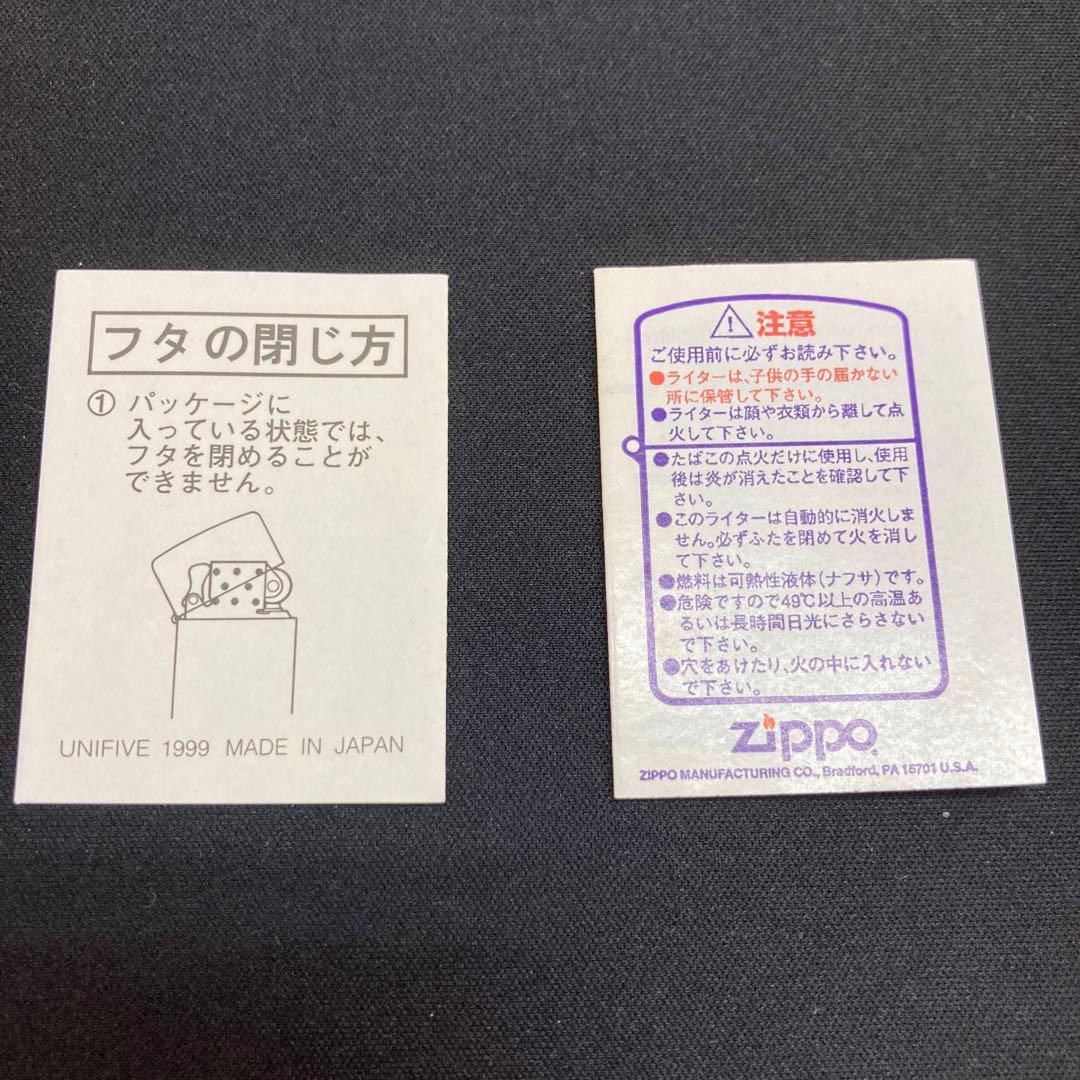 フタの閉じ方
① パッケージに
入っている状態では、
フタを閉めることが
できません。
UNIFIVE 1999 MADE IN JAPAN
注意
ご使用前に必ずお読み下さい。
●ライターは、子供の手の届かない
所に保管して下さい。
●ライターは顔や衣類から離して点
火して下さい。
●たばこの点火だけに使用し、使用
後は炎が消えたことを確認して下
さい。
●このライターは自動的に消火しま
せん。必ずふたを閉めて火を消し
て下さい。
●燃料は可熱性液体(ナフサ)です。
●危険ですので49℃以上の高温あ
るいは長時間日光にさらさない
で下さい。
●穴をあけたり、火の中に入れない
で下さい。
Zippo
ZIPPO MANUFACTURING CO., Bradford, PA 16701 U.S.A.